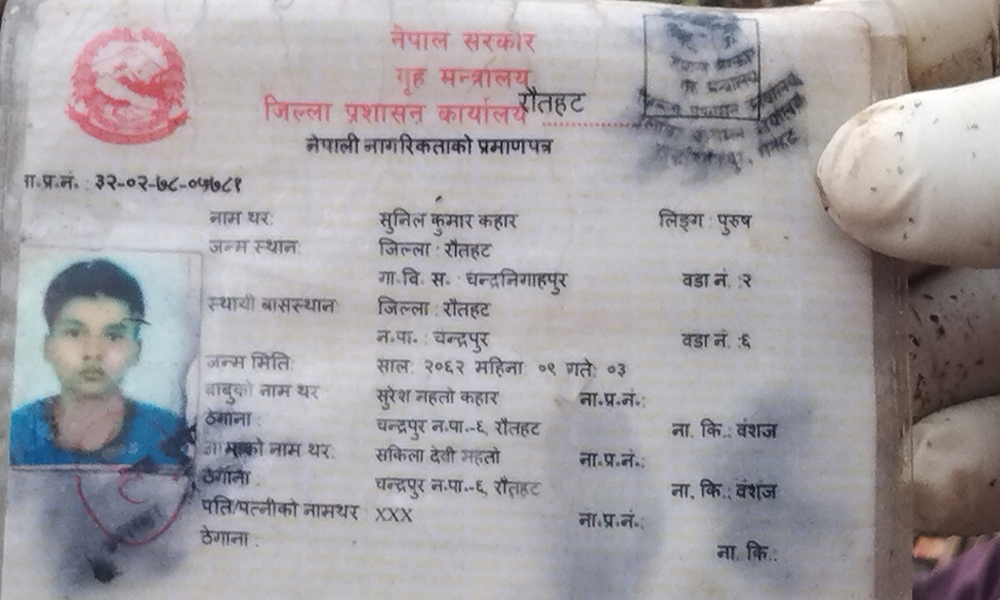 नेपाल सरकार
गृह मन्त्रालय
जिल्ला प्रशासन कार्यालय रौतहट
नेपाली नागरिकताको प्रमाणपत्र
ना.प्र.नं. : ३२-०२-७८-०५७८१
नाम थर: सुनिल कुमार कहार लिङ्ग : पुरुष
जन्म स्थान: जिल्ला : रौतहट
गा.वि. स. : चन्द्रनिगाहपुर वडा नं. :२
स्थायी बासस्थान: जिल्ला : रौतहट
न.पा. : चन्द्रपुर वडा नं. :६
जन्म मिति: साल: २०६२ महिना: ०९ गते: ०३
बाबुको नाम थर सुरेश महतो कहार ना.प्र.नं.:
ठेगाना : चन्द्रपुर न.पा.-६, रौतहट ना. कि.: वंशज
आमाको नाम थर: सकिला देवी महतो ना.प्र.नं.:
ठेगाना : चन्द्रपुर न.पा.-६, रौतहट ना. कि.: वंशज
पति/पत्नीको नामथर : XXX ना.प्र.नं.:
ठेगाना : ना. कि.: